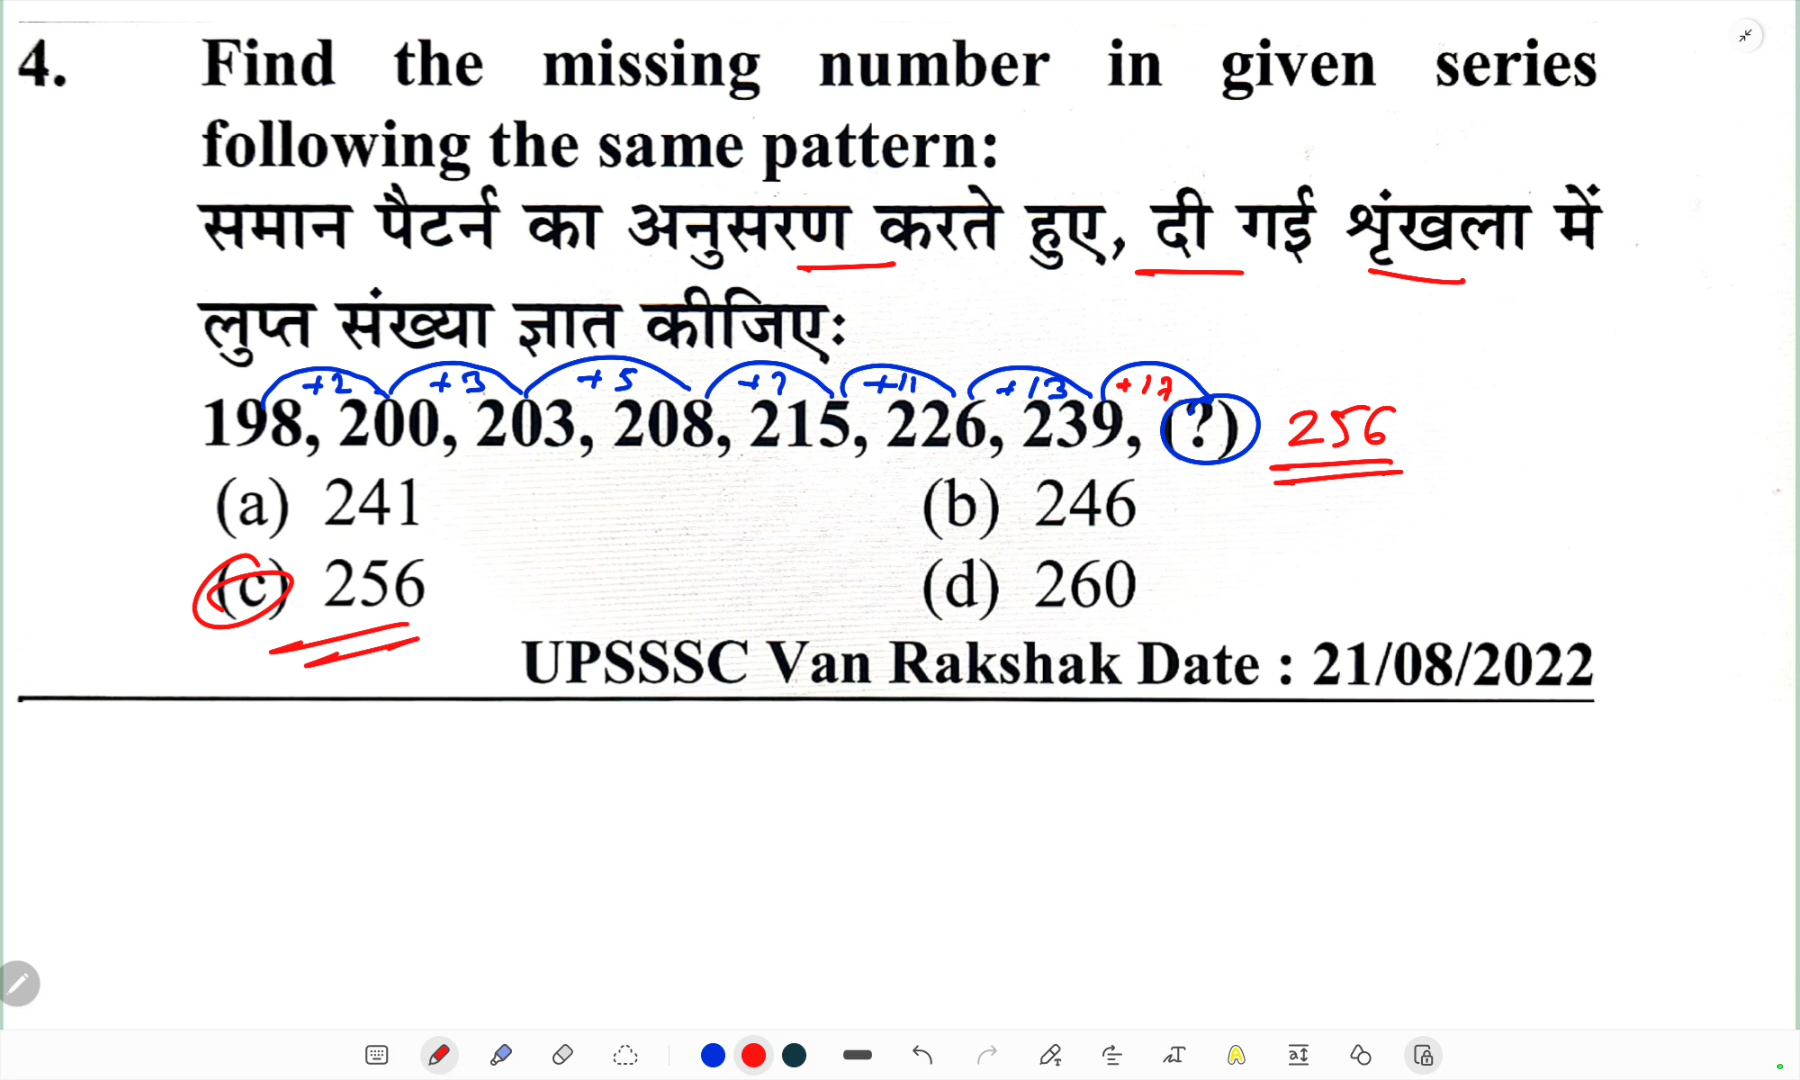 4. Find the missing number in given series
following the same pattern:
समान पैटर्न का अनुसरण करते हुए, दी गई शृंखला में
लुप्त संख्या ज्ञात कीजिएः
+2 +3 +5 +7 +11 +13 +17
198, 200, 203, 208, 215, 226, 239, (?) 256
(a) 241 (b) 246
(c) 256 (d) 260
UPSSSC Van Rakshak Date : 21/08/2022